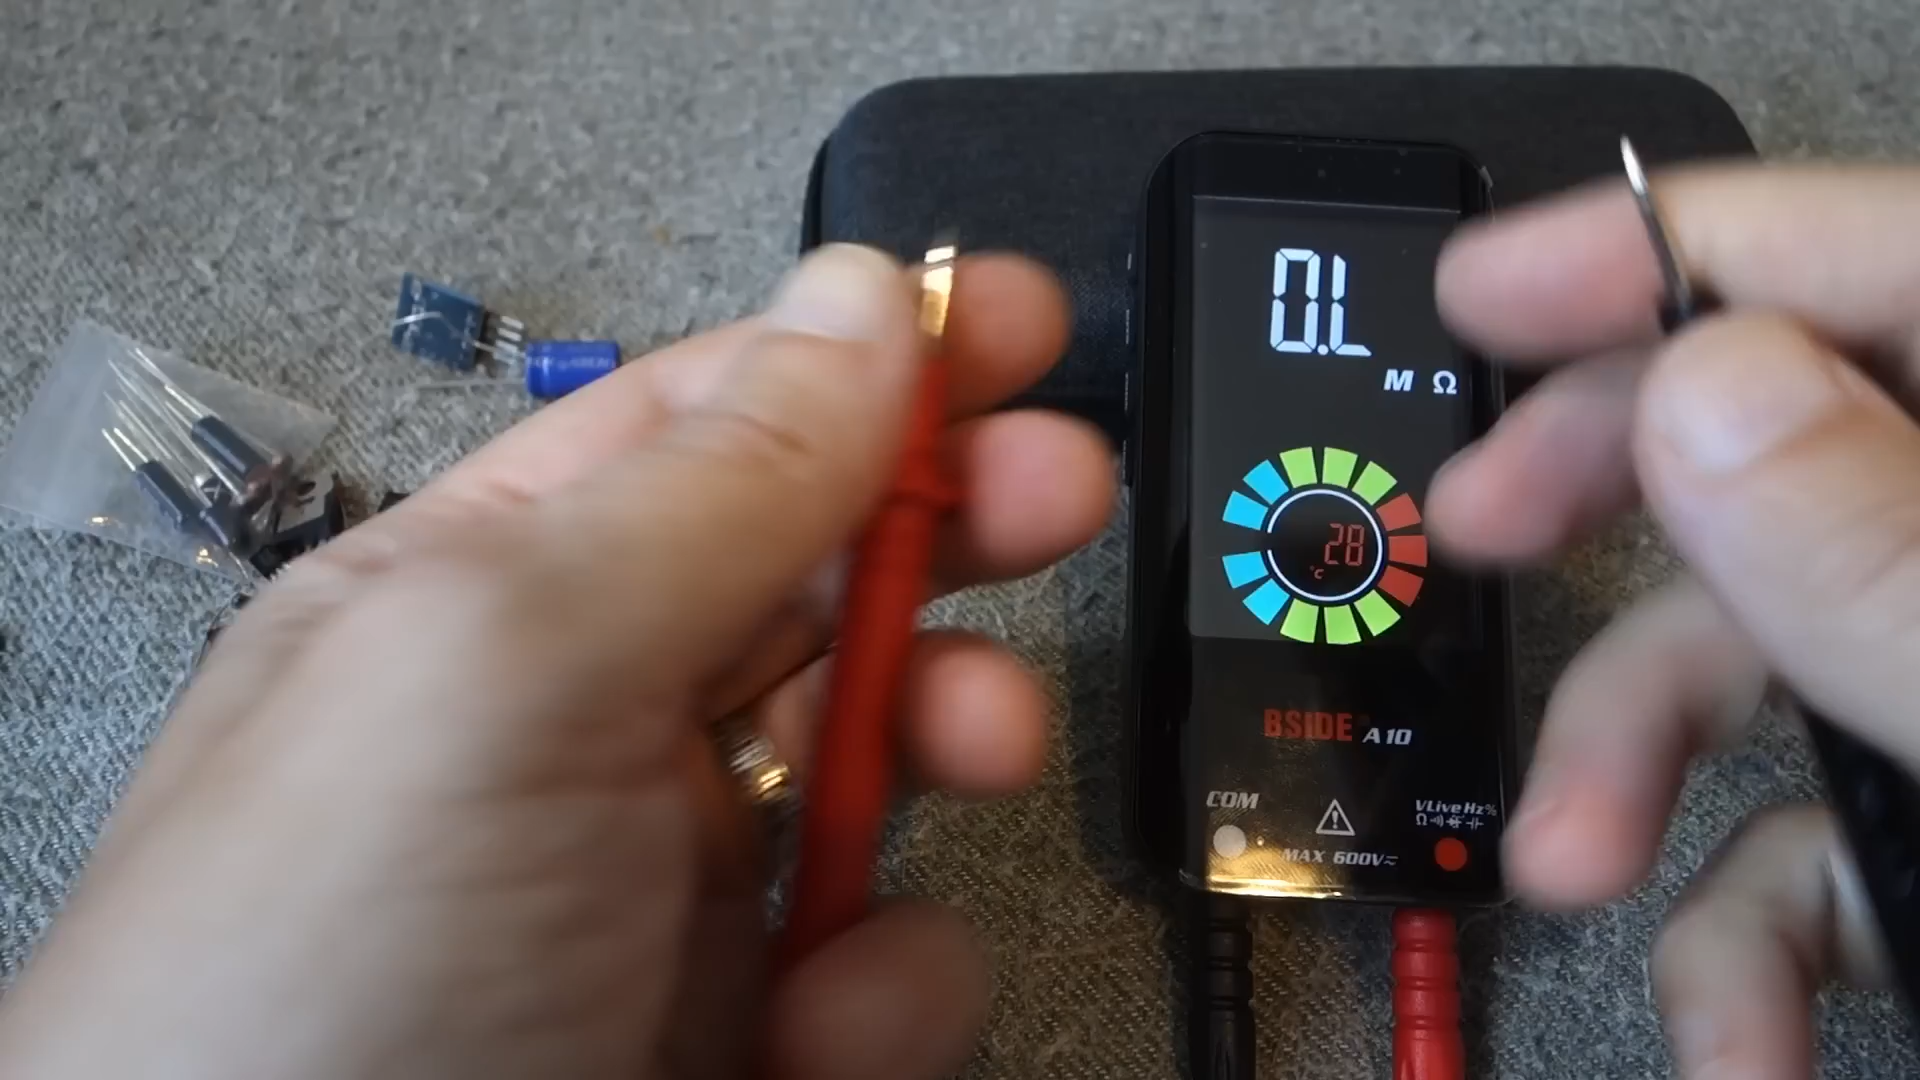 0.L
M Ω
28
°C
BSIDE A10
COM
VLive Hz%
Ω
MAX 600V